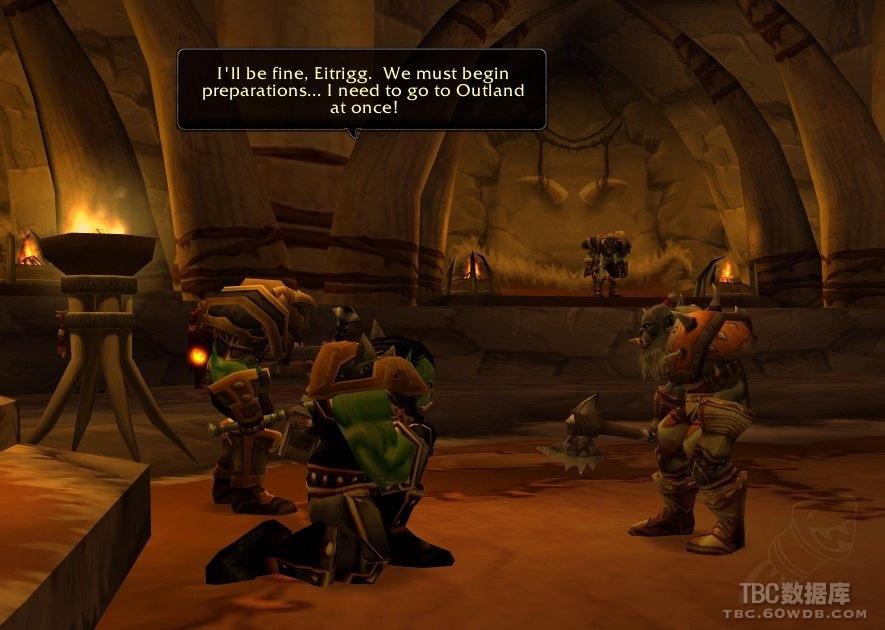 I'll be fine, Eitrigg.  We must begin
preparations... I need to go to Outland
at once!
TBC数据库
TBC.60WDB.COM